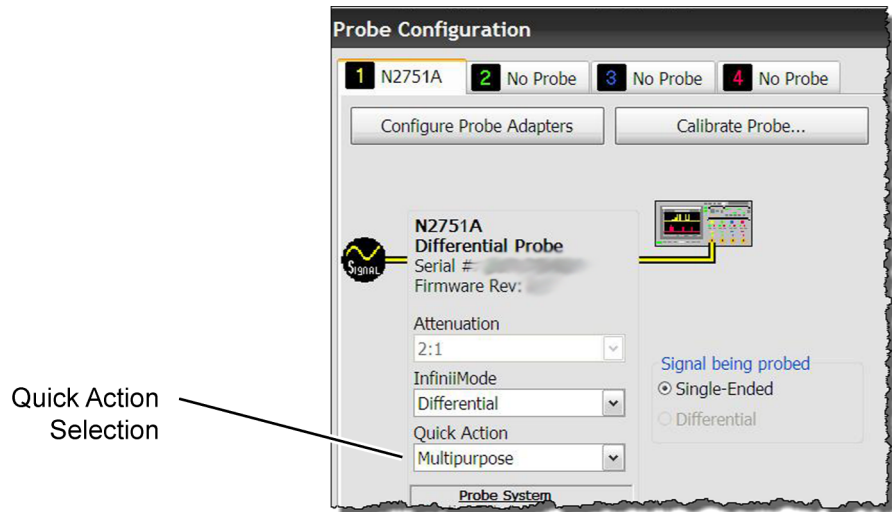 Probe Configuration
1 N2751A 2 No Probe 3 No Probe 4 No Probe
Configure Probe Adapters Calibrate Probe...
N2751A
Differential Probe
Serial #:
Firmware Rev:
SIGNAL
Attenuation
2:1
Signal being probed
InfiniiMode
Single-Ended
Differential
Differential
Quick Action
Multipurpose
Quick Action
Selection
Probe System